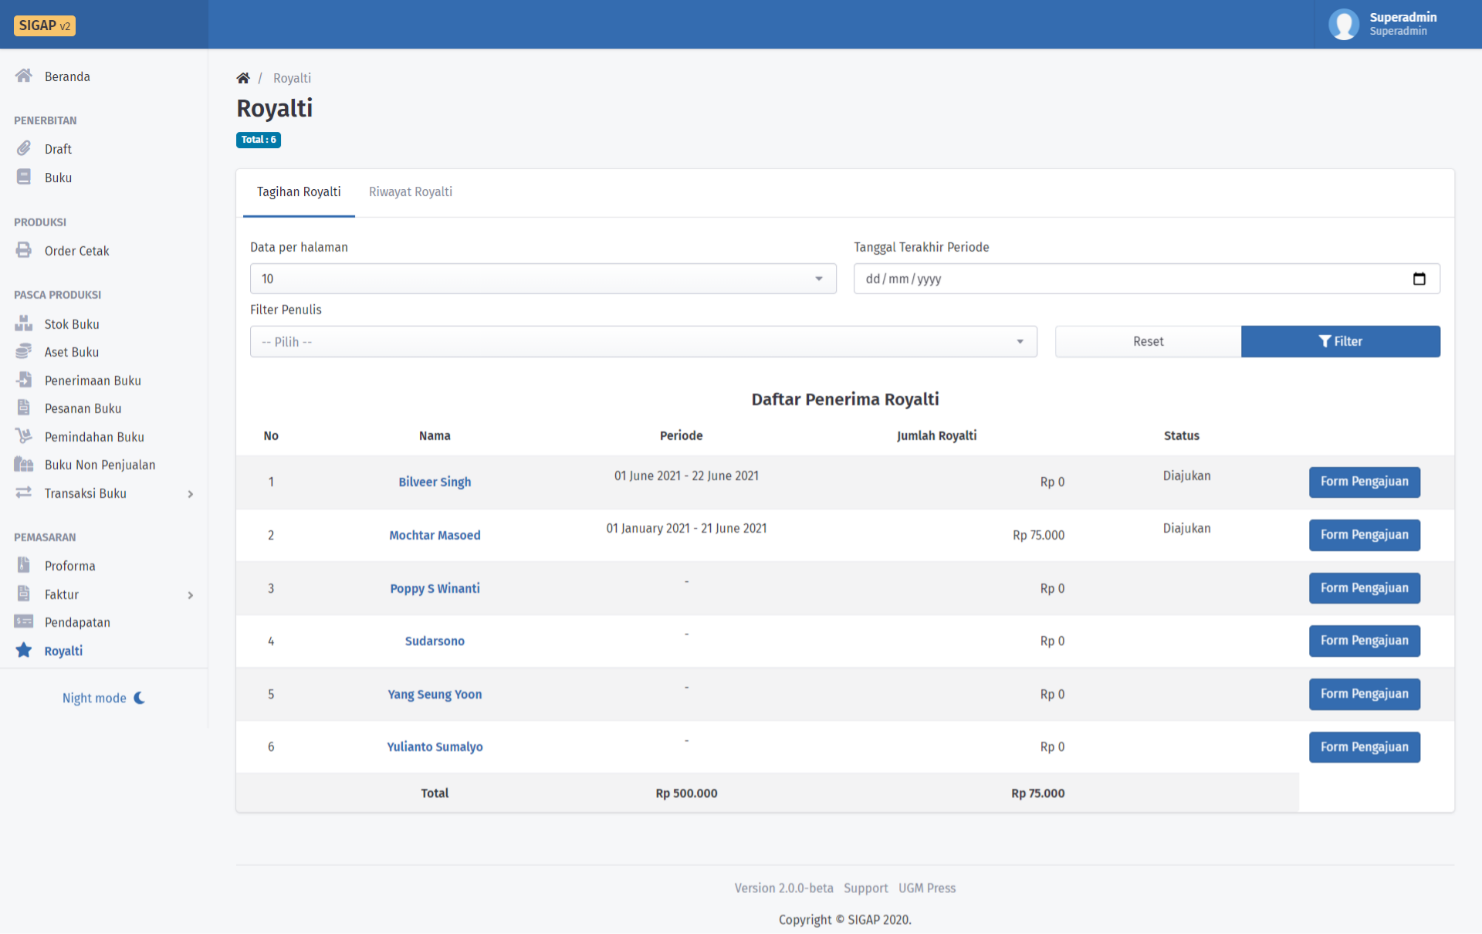 SIGAP v2
Superadmin
Superadmin
Beranda
PENERBITAN
Draft
Buku
PRODUKSI
Order Cetak
PASCA PRODUKSI
Stok Buku
Aset Buku
Penerimaan Buku
Pesanan Buku
Pemindahan Buku
Buku Non Penjualan
Transaksi Buku
PEMASARAN
Proforma
Faktur
Pendapatan
Royalti
Night mode
/ Royalti
Royalti
Total : 6
Tagihan Royalti Riwayat Royalti
Data per halaman Tanggal Terakhir Periode
10 dd/mm/yyyy
Filter Penulis
-- Pilih -- Reset Filter
Daftar Penerima Royalti
No Nama Periode Jumlah Royalti Status
1 Bilveer Singh 01 June 2021 - 22 June 2021 Rp 0 Diajukan Form Pengajuan
2 Mochtar Masoed 01 January 2021 - 21 June 2021 Rp 75.000 Diajukan Form Pengajuan
3 Poppy S Winanti - Rp 0 Form Pengajuan
4 Sudarsono - Rp 0 Form Pengajuan
5 Yang Seung Yoon - Rp 0 Form Pengajuan
6 Yulianto Sumalyo - Rp 0 Form Pengajuan
Total Rp 500.000 Rp 75.000
Version 2.0.0-beta Support UGM Press
Copyright © SIGAP 2020.